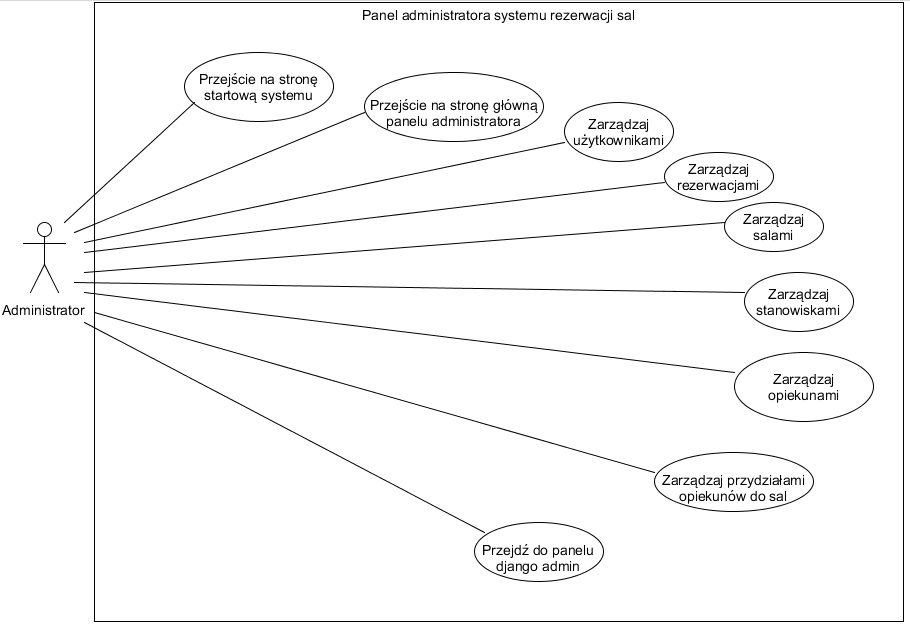 Panel administratora systemu rezerwacji sal
Przejście na stronę
startową systemu
Przejście na stronę główną
panelu administratora
Zarządzaj
użytkownikami
Zarządzaj
rezerwacjami
Zarządzaj
salami
Administrator
Zarządzaj
stanowiskami
Zarządzaj
opiekunami
Zarządzaj przydziałami
opiekunów do sal
Przejdź do panelu
django admin